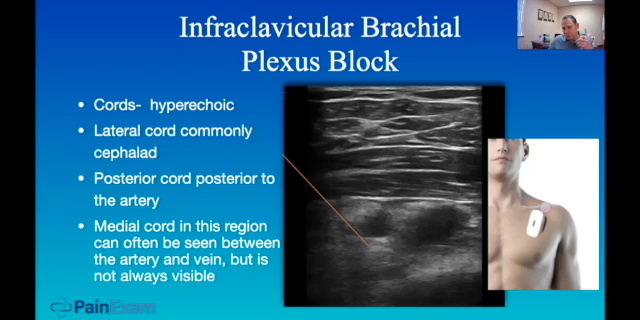 Infraclavicular Brachial
Plexus Block
• Cords- hyperechoic
• Lateral cord commonly
cephalad
• Posterior cord posterior to
the artery
• Medial cord in this region
can often be seen between
the artery and vein, but is
not always visible
PainExam